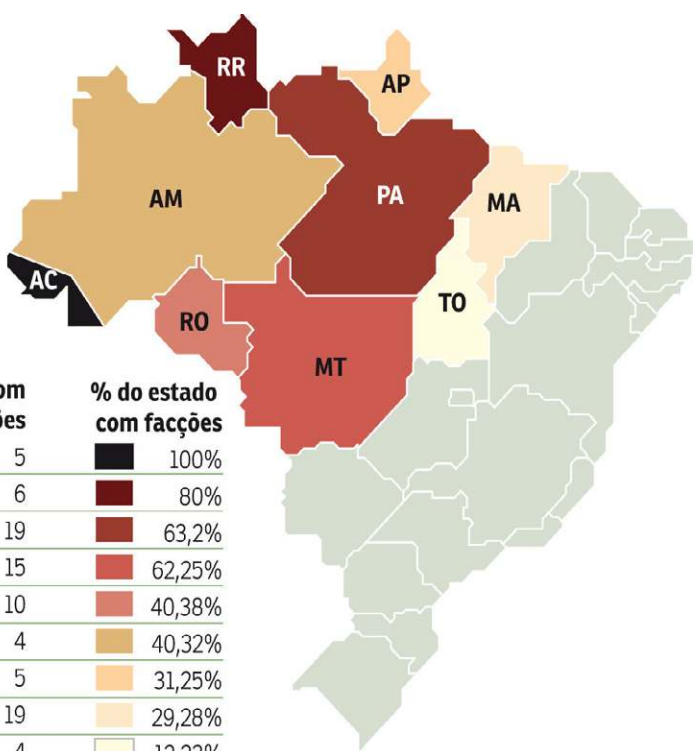 RR
AP
AM
PA
MA
AC
TO
RO
MT
% do estado
com facções
5 100%
6 80%
19 63,2%
15 62,25%
10 40,38%
4 40,32%
5 31,25%
19 29,28%
4